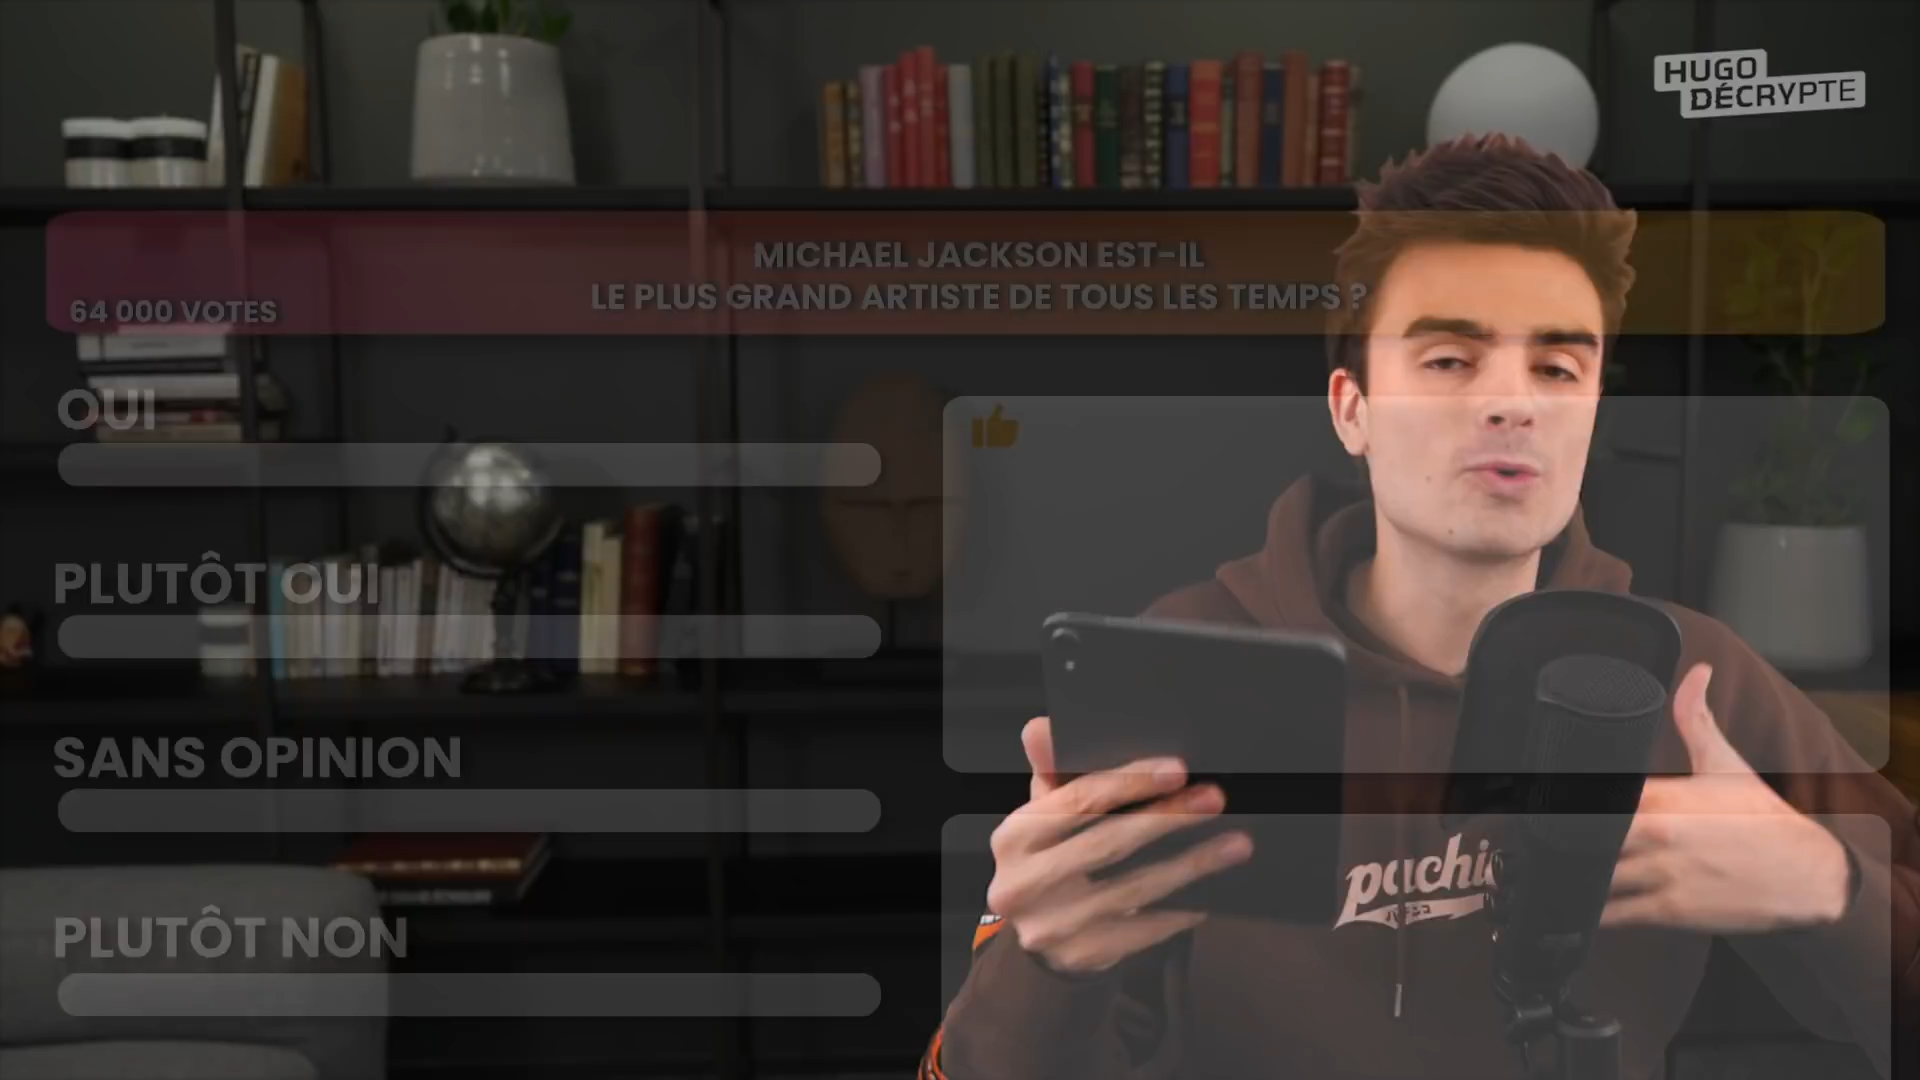 HUGO
DÉCRYPTE
MICHAEL JACKSON EST-IL
LE PLUS GRAND ARTISTE DE TOUS LES TEMPS ?
64 000 VOTES
OUI
PLUTÔT OUI
SANS OPINION
PLUTÔT NON